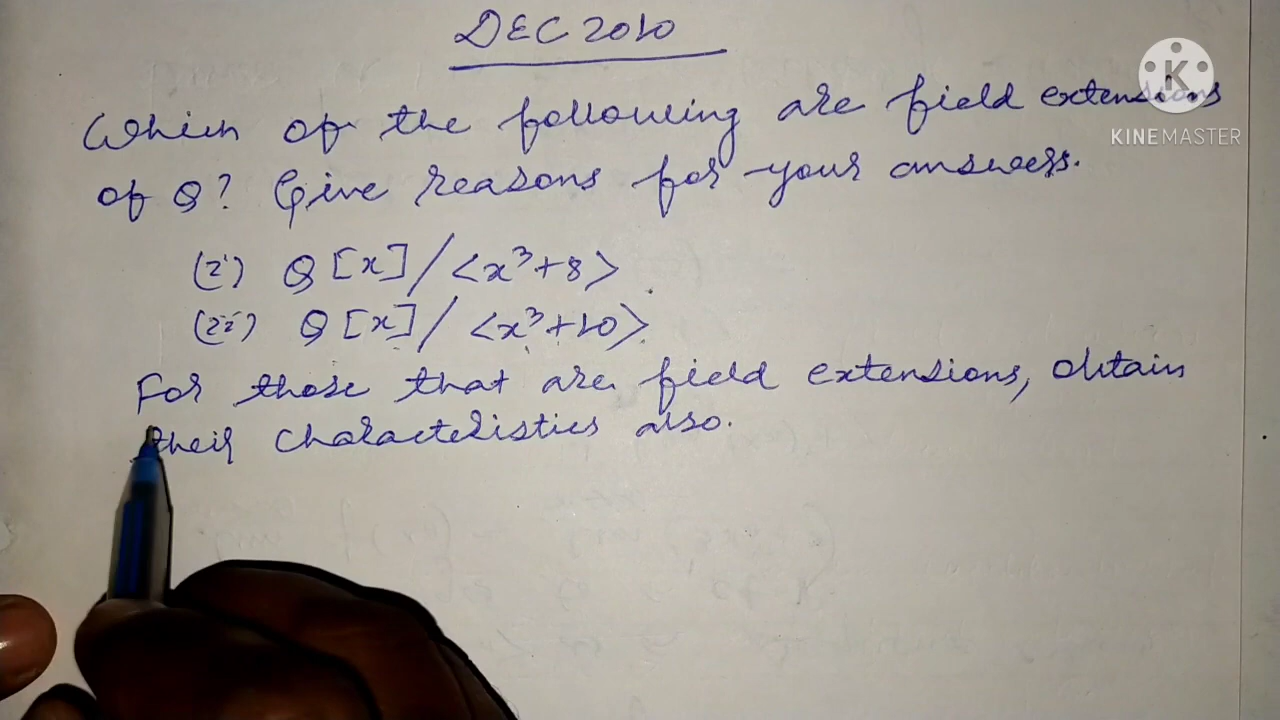 DEC 2010
K
KINEMASTER
Which of the following are field extensions
of Q? Give reasons for your answers.
(i) Q[x]/<x³+8>.
(ii) Q[x]/<x³+10>.
For those that are field extensions, obtain
their characteristics also.